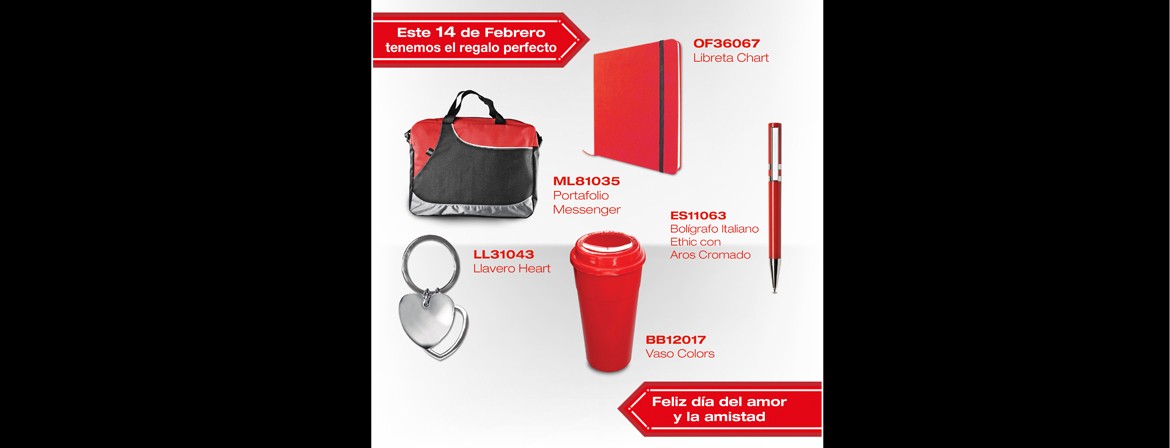 Este 14 de Febrero
tenemos el regalo perfecto
OF36067
Libreta Chart
ML81035
Portafolio
Messenger
ES11063
Bolígrafo Italiano
Ethic con
Aros Cromado
LL31043
Llavero Heart
BB12017
Vaso Colors
Feliz día del amor
y la amistad